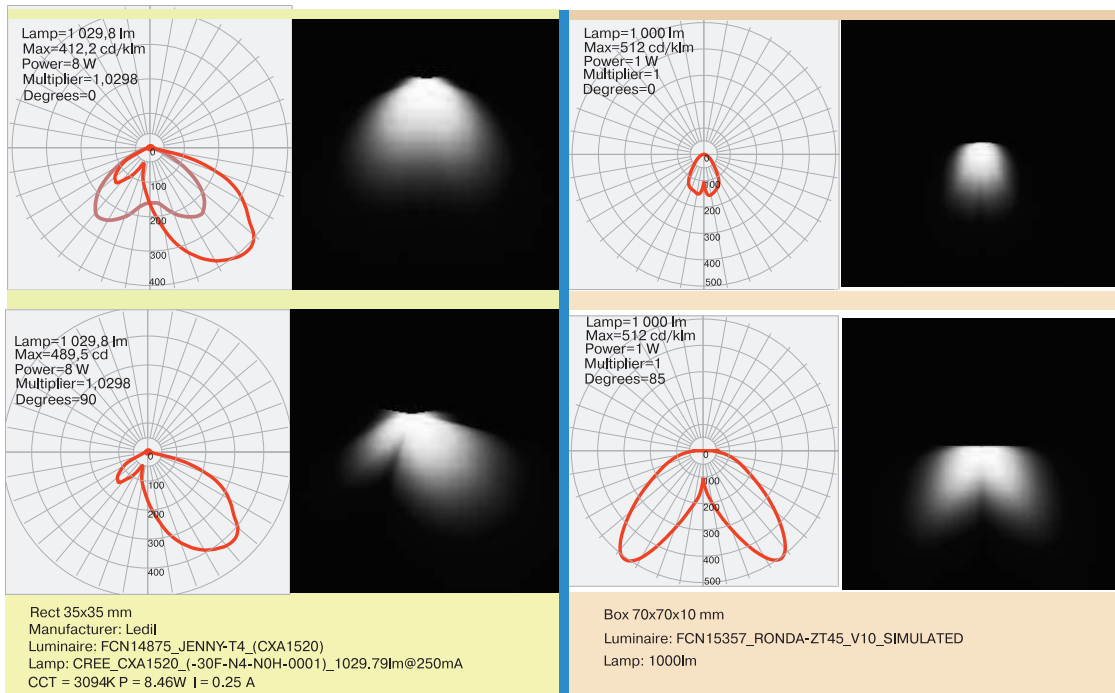 Lamp=1 029,8 lm
Max=412,2 cd/klm
Power=8 W
Multiplier=1,0298
Degrees=0
0
100
200
300
400
Lamp=1 000 lm
Max=512 cd/klm
Power=1 W
Multiplier=1
Degrees=0
0
100
200
300
400
500
Lamp=1 029,8 lm
Max=489,5 cd
Power=8 W
Multiplier=1,0298
Degrees=90
0
100
200
300
400
Lamp=1 000 lm
Max=512 cd/klm
Power=1 W
Multiplier=1
Degrees=85
0
100
200
300
400
500
Rect 35x35 mm
Manufacturer: Ledil
Luminaire: FCN14875_JENNY-T4_(CXA1520)
Lamp: CREE_CXA1520_(-30F-N4-N0H-0001)_1029.79lm@250mA
CCT = 3094K P = 8.46W I = 0.25 A
Box 70x70x10 mm
Luminaire: FCN15357_RONDA-ZT45_V10_SIMULATED
Lamp: 1000lm